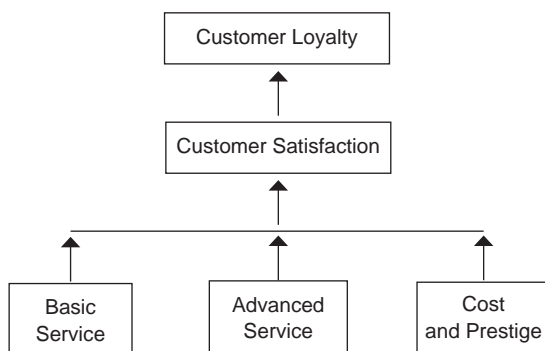 Customer Loyalty
Customer Satisfaction
Basic
Service
Advanced
Service
Cost
and Prestige